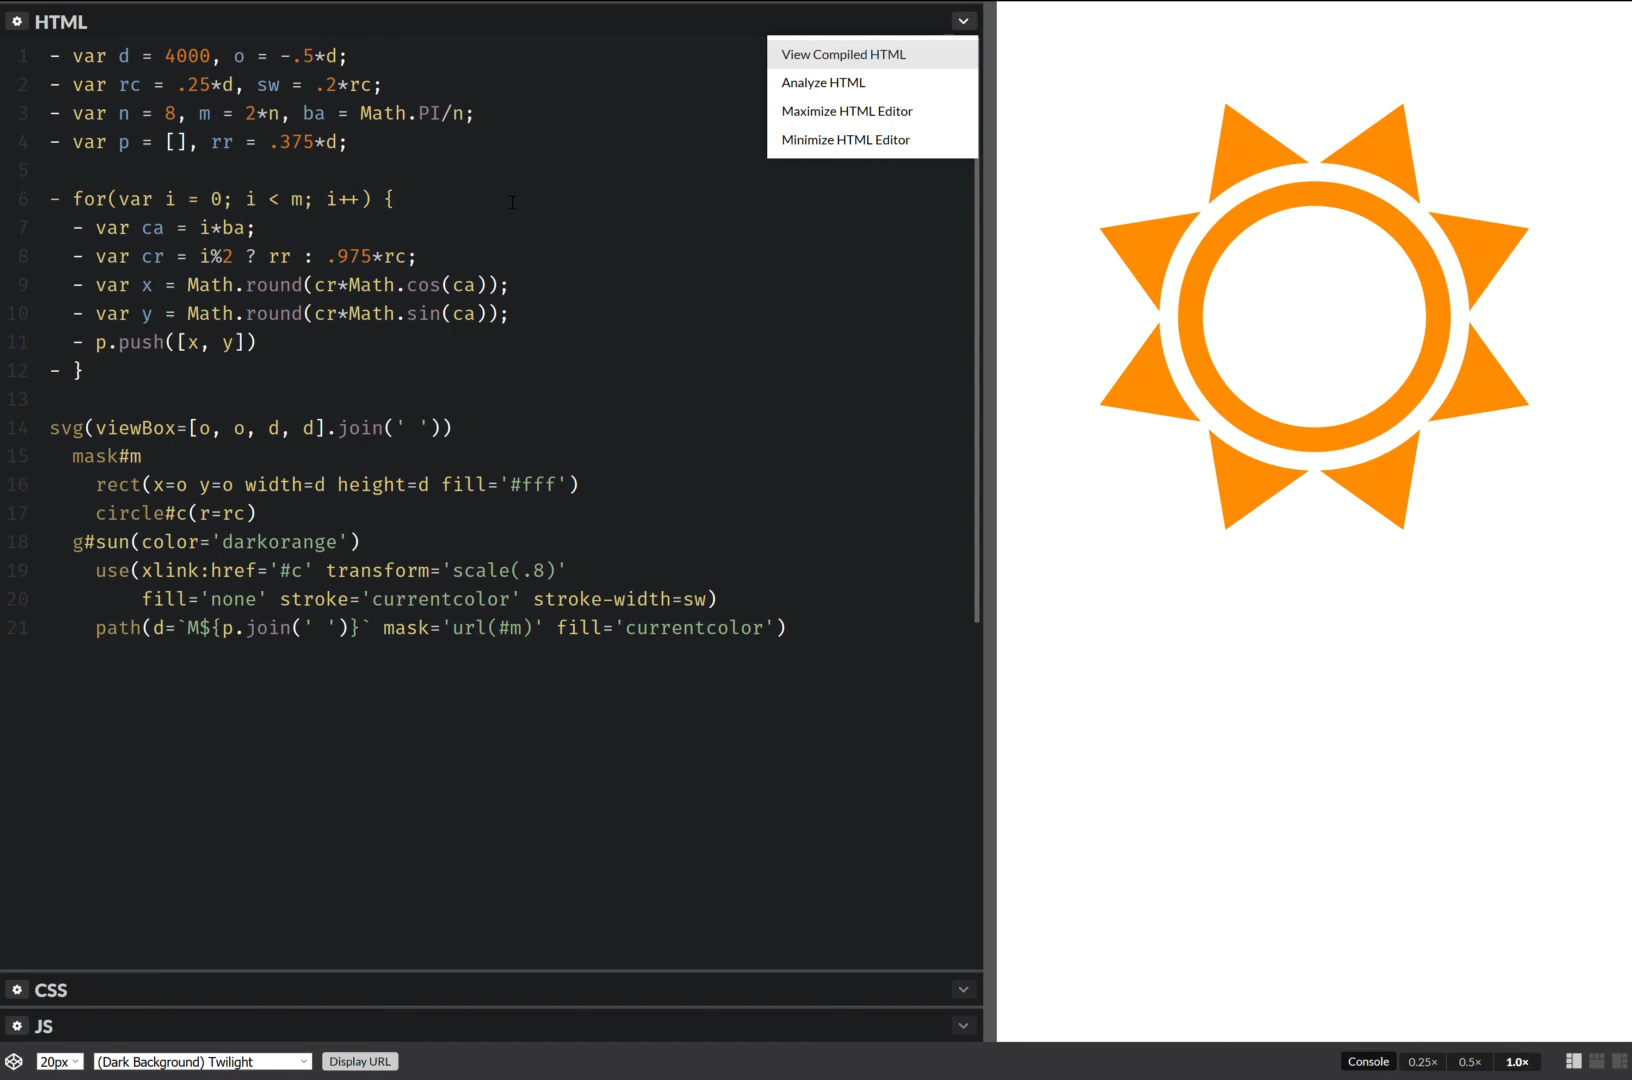 HTML
View Compiled HTML
Analyze HTML
Maximize HTML Editor
Minimize HTML Editor
1 - var d = 4000, o = -.5*d;
2 - var rc = .25*d, sw = .2*rc;
3 - var n = 8, m = 2*n, ba = Math.PI/n;
4 - var p = [], rr = .375*d;
5
6 - for(var i = 0; i < m; i++) {
7 - var ca = i*ba;
8 - var cr = i%2 ? rr : .975*rc;
9 - var x = Math.round(cr*Math.cos(ca));
10 - var y = Math.round(cr*Math.sin(ca));
11 - p.push([x, y])
12 - }
13
14 svg(viewBox=[o, o, d, d].join(' '))
15 mask#m
16 rect(x=o y=o width=d height=d fill='#fff')
17 circle#c(r=rc)
18 g#sun(color='darkorange')
19 use(xlink:href='#c' transform='scale(.8)'
20 fill='none' stroke='currentcolor' stroke-width=sw)
21 path(d=`M${p.join(' ')}` mask='url(#m)' fill='currentcolor')
CSS
JS
20px (Dark Background) Twilight Display URL Console 0.25× 0.5× 1.0×